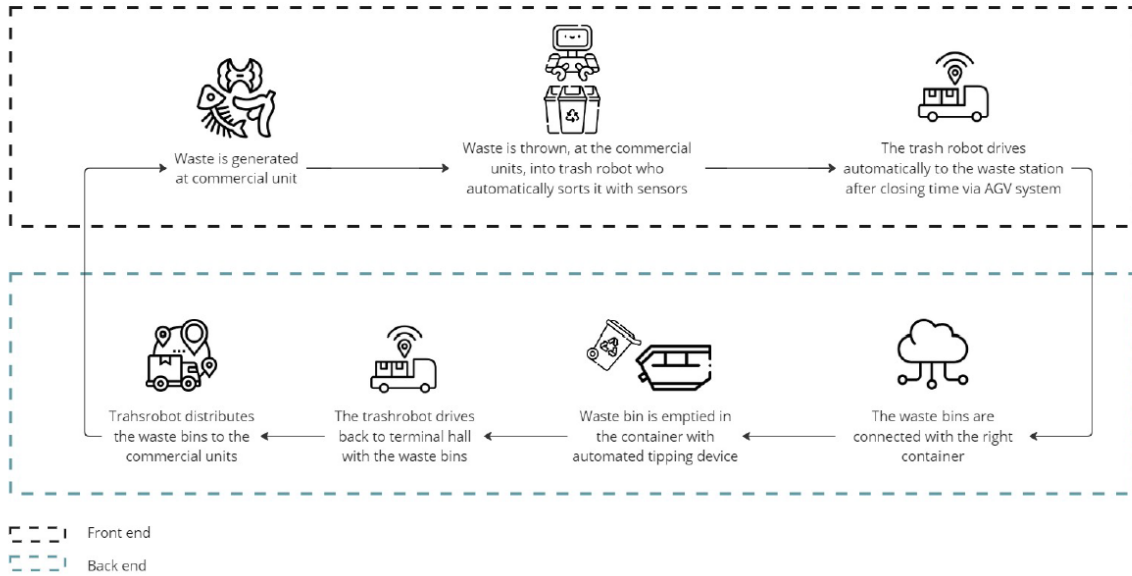 Waste is generated
at commercial unit
Waste is thrown, at the commercial
units, into trash robot who
automatically sorts it with sensors
The trash robot drives
automatically to the waste station
after closing time via AGV system
Trahsrobot distributes
the waste bins to the
commercial units
The trashrobot drives
back to terminal hall
with the waste bins
Waste bin is emptied in
the container with
automated tipping device
The waste bins are
connected with the right
container
Front end
Back end